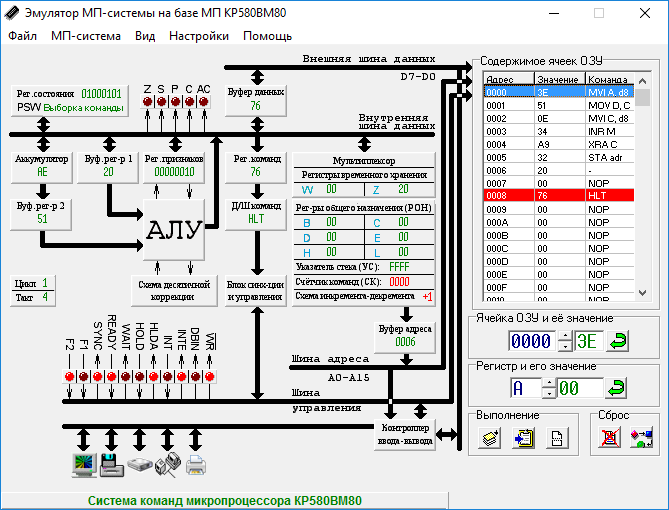 Эмулятор МП-системы на базе МП КР580ВМ80
Файл МП-система Вид Настройки Помощь
Внешняя шина данных
D7-D0
Рег.состояния 01000101
PSW Выборка команды
Z S P C AC
Буфер данных
76
Внутренняя
шина данных
Аккумулятор
AE
Буф.рег-р 1
20
Рег.признаков
00000010
Рег.команд
76
Мультиплексор
Регистры временного хранения
W 00 Z 20
Буф.рег-р 2
51
АЛУ
Д/Ш команд
HLT
Рег-ры общего назначения (РОН)
B 00 C 00
D 00 E 00
H 00 L 00
Указатель стека (УС): FFFF
Счётчик команд (СК): 0000
Схема инкремента-декремента +1
Цикл 1
Такт 4
Схема десятичной
коррекции
Блок синх-ции
и управления
Буфер адреса
0006
F2 F1 SYNC READY WAIT HOLD HLDA INT INTE DBIN WR
Шина адреса
A0-A15
Шина
управления
Контроллер
ввода-вывода
Система команд микропроцессора КР580ВМ80
Содержимое ячеек ОЗУ
Адрес Значение Команда
0000 3E MVI A, d8
0001 51 MOV D, C
0002 0E MVI C, d8
0003 34 INR M
0004 A9 XRA C
0005 32 STA adr
0006 20 -
0007 00 NOP
0008 76 HLT
0009 00 NOP
000A 00 NOP
000B 00 NOP
000C 00 NOP
000D 00 NOP
000E 00 NOP
000F 00 NOP
0010 00 NOP
Ячейка ОЗУ и её значение
0000 3E
Регистр и его значение
A 00
Выполнение
Сброс